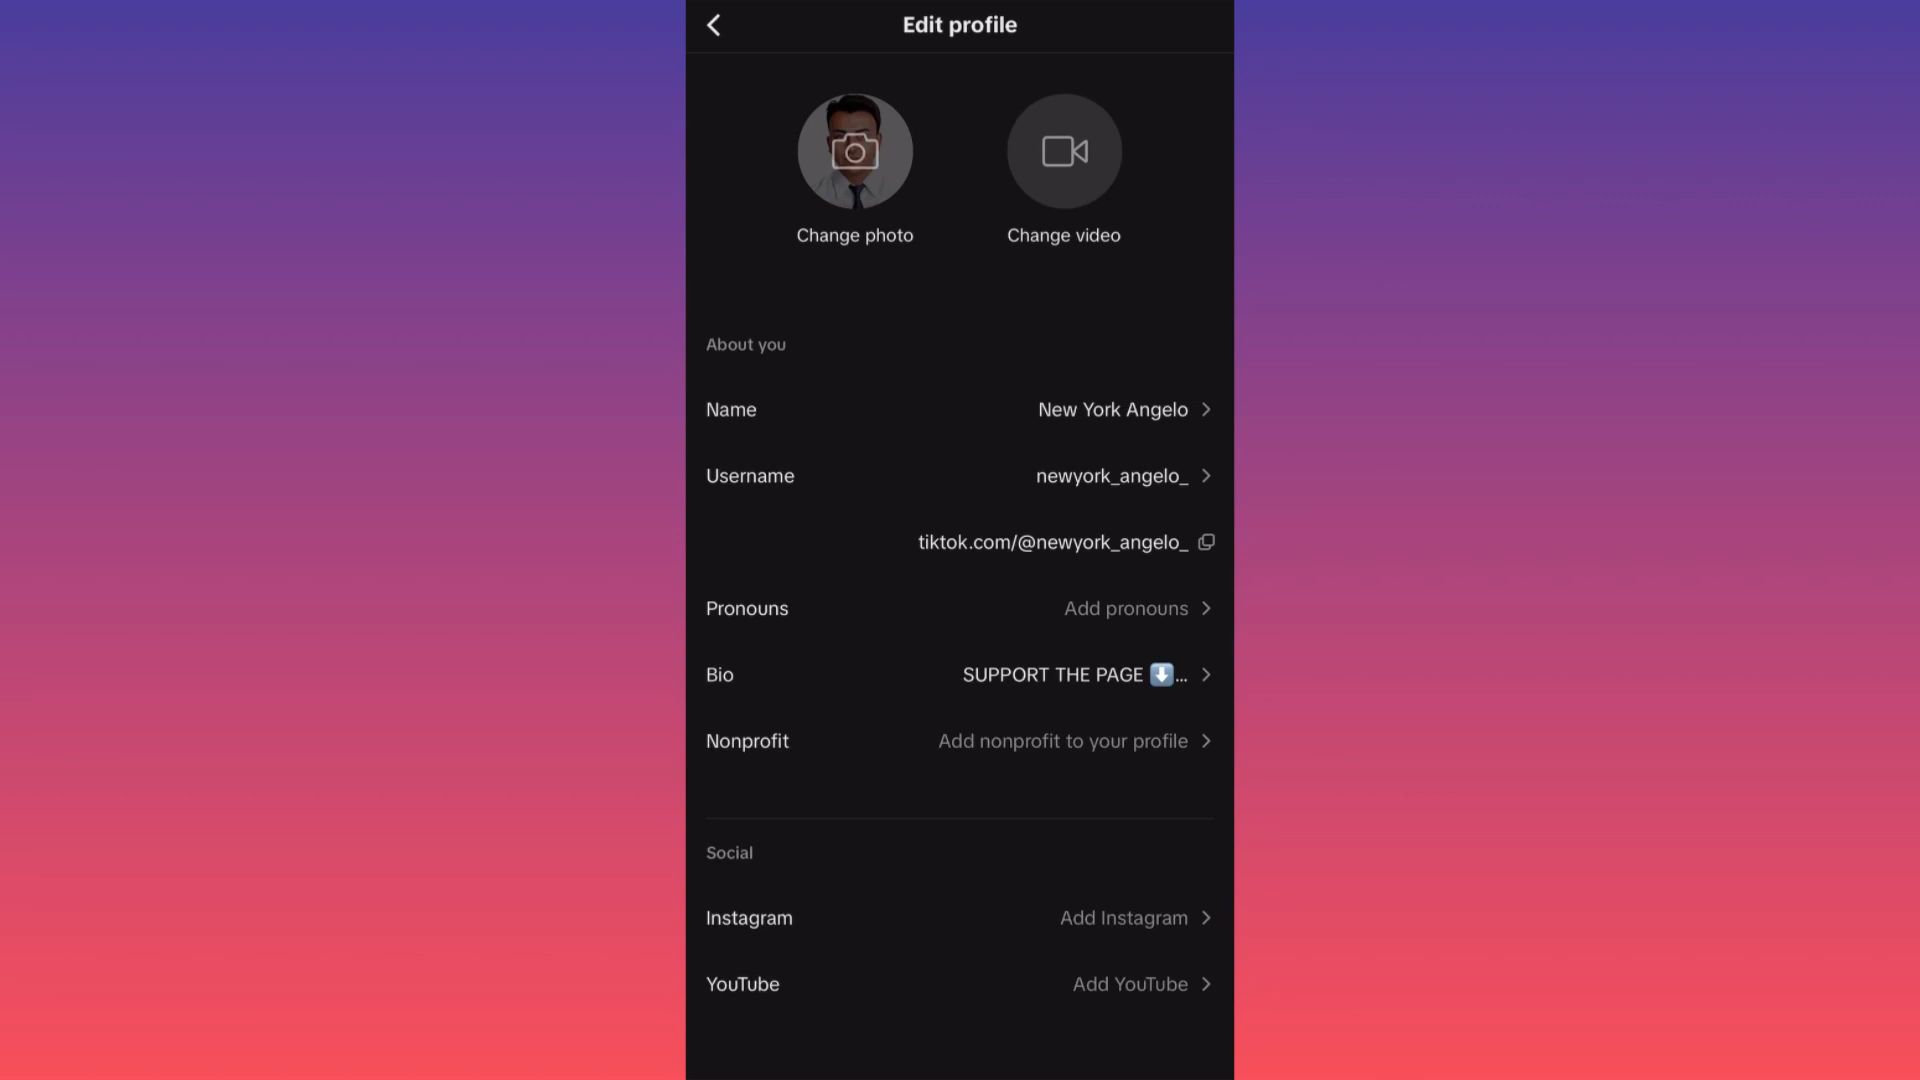 Edit profile
Change photo
Change video
About you
Name New York Angelo
Username newyork_angelo_
tiktok.com/@newyork_angelo_
Pronouns Add pronouns
Bio SUPPORT THE PAGE ⬇️...
Nonprofit Add nonprofit to your profile
Social
Instagram Add Instagram
YouTube Add YouTube